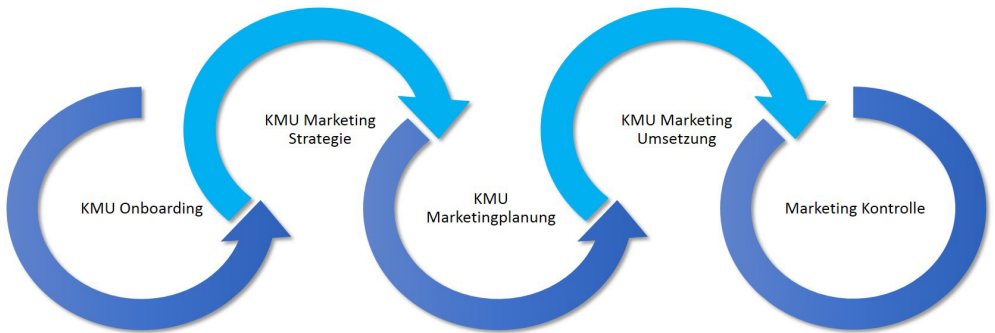 KMU Onboarding
KMU Marketing
Strategie
KMU
Marketingplanung
KMU Marketing
Umsetzung
Marketing Kontrolle